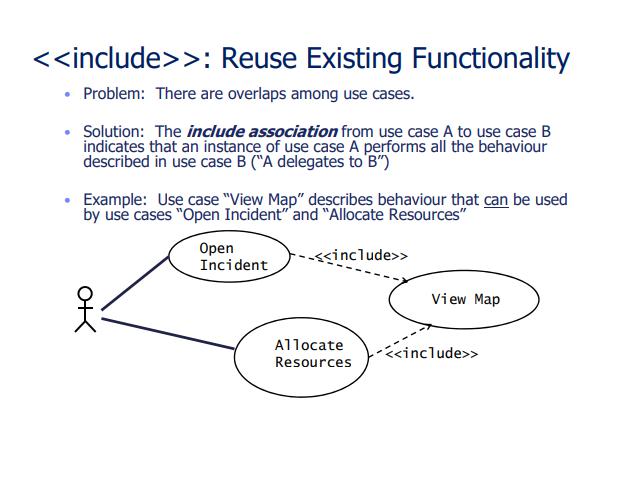 <<include>>: Reuse Existing Functionality
• Problem:  There are overlaps among use cases.
• Solution:  The include association from use case A to use case B
indicates that an instance of use case A performs all the behaviour
described in use case B (“A delegates to B”)
• Example:  Use case “View Map” describes behaviour that can be used
by use cases “Open Incident” and “Allocate Resources”
Open
Incident
<<include>>
View Map
Allocate
Resources
<<include>>